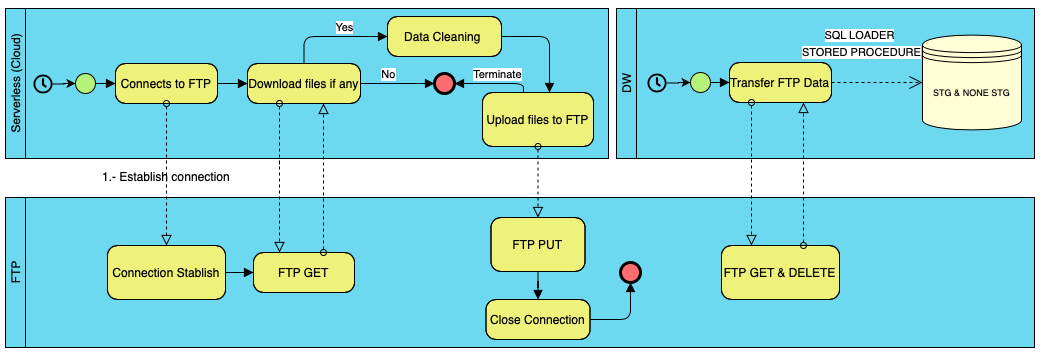 Serverless (Cloud)
Connects to FTP
Download files if any
Yes
Data Cleaning
No
Terminate
Upload files to FTP
DW
Transfer FTP Data
SQL LOADER
STORED PROCEDURE
STG & NONE STG
1.- Establish connection
FTP
Connection Stablish
FTP GET
FTP PUT
Close Connection
FTP GET & DELETE